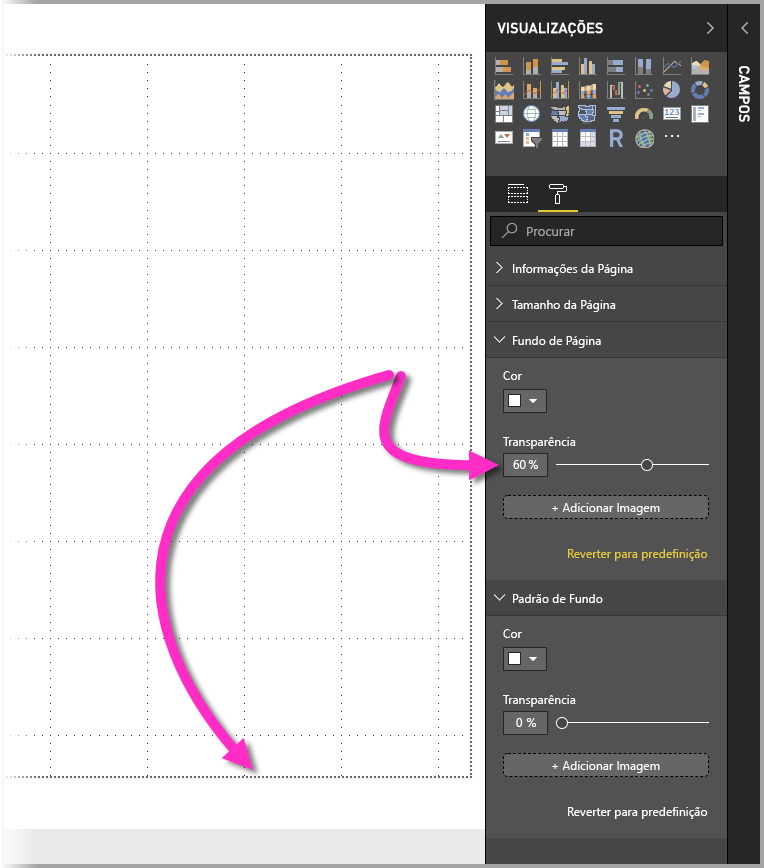 VISUALIZAÇÕES
CAMPOS
123
R
Procurar
Informações da Página
Tamanho da Página
Fundo de Página
Cor
Transparência
60 %
+ Adicionar Imagem
Reverter para predefinição
Padrão de Fundo
Cor
Transparência
0 %
+ Adicionar Imagem
Reverter para predefinição